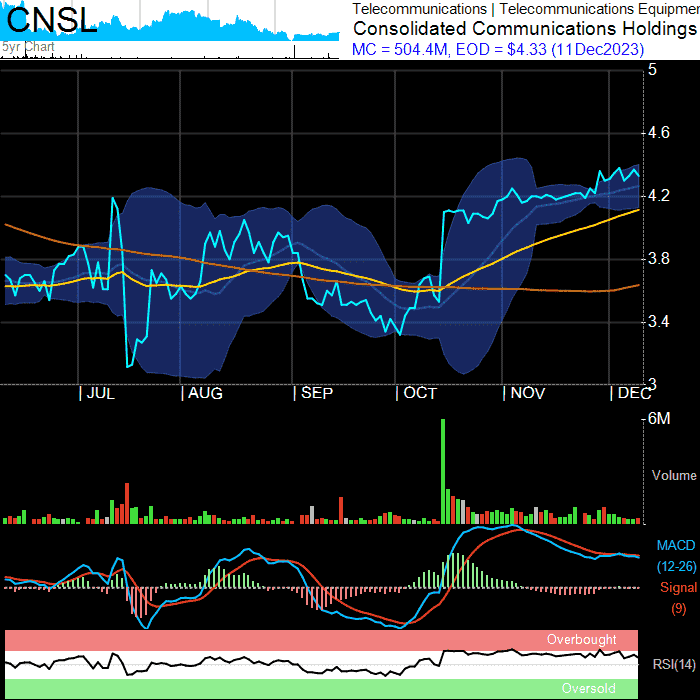 CNSL
5yr Chart
Telecommunications | Telecommunications Equipmen
Consolidated Communications Holdings
MC = 504.4M, EOD = $4.33 (11Dec2023)
5
4.6
4.2
3.8
3.4
3
| JUL | AUG | SEP | OCT | NOV | DEC
6M
Volume
MACD
(12-26)
Signal
(9)
Overbought
RSI(14)
Oversold